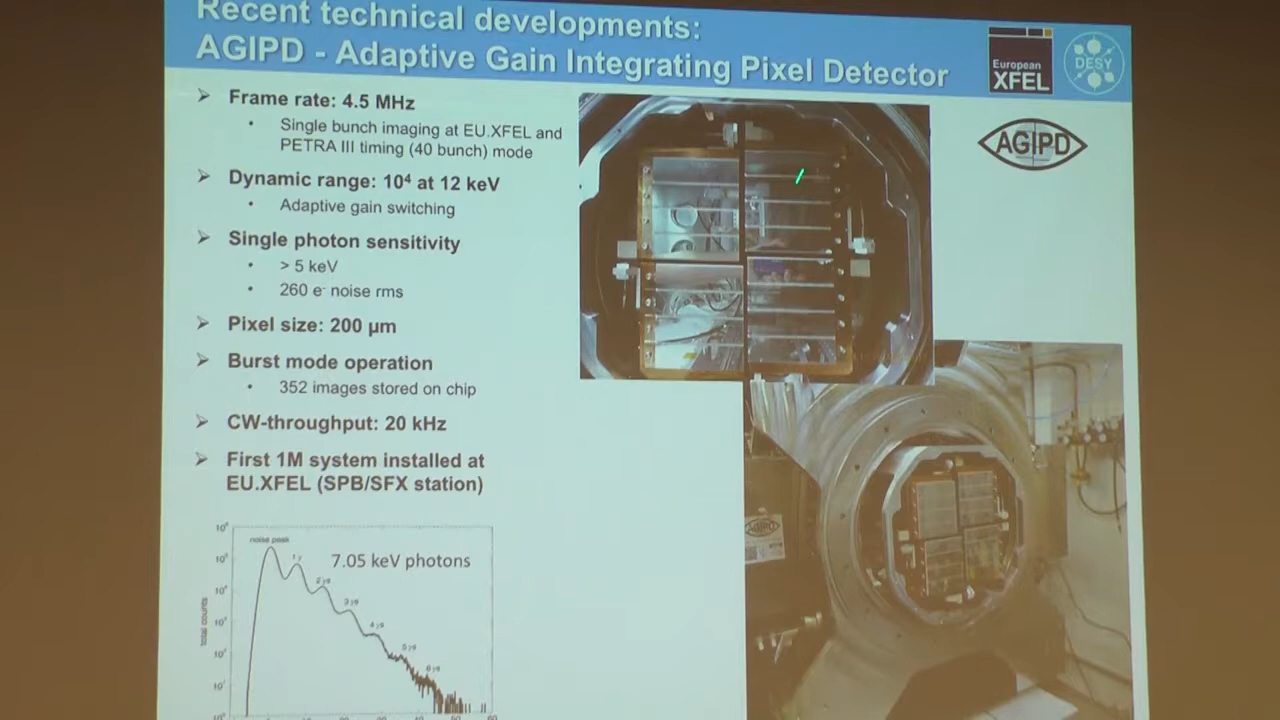 Recent technical developments:
AGIPD - Adaptive Gain Integrating Pixel Detector
European
XFEL
DESY
AGIPD
➢ Frame rate: 4.5 MHz
• Single bunch imaging at EU.XFEL and
PETRA III timing (40 bunch) mode
➢ Dynamic range: 10⁴ at 12 keV
• Adaptive gain switching
➢ Single photon sensitivity
• > 5 keV
• 260 e⁻ noise rms
➢ Pixel size: 200 µm
➢ Burst mode operation
• 352 images stored on chip
➢ CW-throughput: 20 kHz
➢ First 1M system installed at
EU.XFEL (SPB/SFX station)
noise peak
7.05 keV photons
total counts
AGIPD